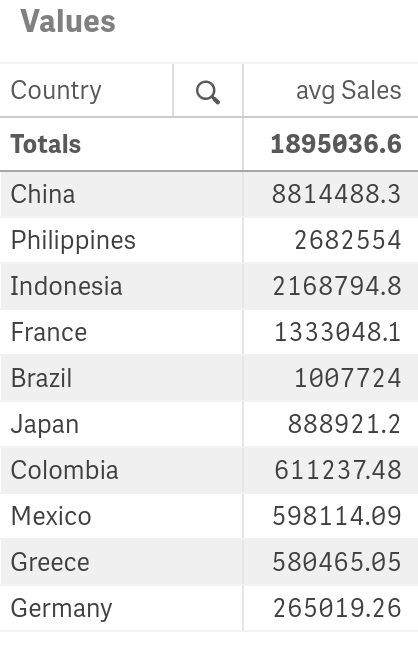 Values
Country avg Sales
Totals 1895036.6
China 8814488.3
Philippines 2682554
Indonesia 2168794.8
France 1333048.1
Brazil 1007724
Japan 888921.2
Colombia 611237.48
Mexico 598114.09
Greece 580465.05
Germany 265019.26